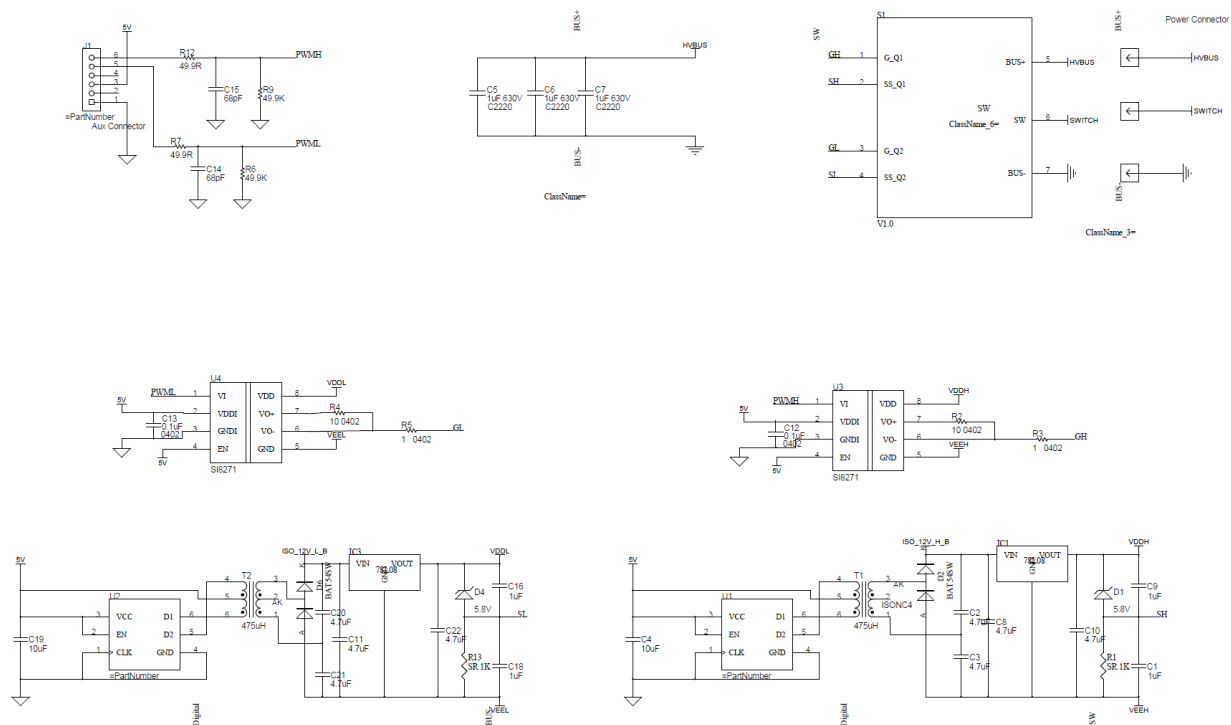 J1
5V
6
5
4
3
2
1
=PartNumber
Aux Connector
R12
49.9R
PWMH
C15
68pF
R9
49.9K
R7
49.9R
PWML
C14
68pF
R6
49.9K
BUS+
HVBUS
C5
1uF 630V
C2220
C6
1uF 630V
C2220
C7
1uF 630V
C2220
BUS-
ClassName=
SW
S1
GH
1
G_Q1
SH
2
SS_Q1
GL
3
G_Q2
SL
4
SS_Q2
BUS+
5
HVBUS
SW
ClassName_6=
SW
6
SWITCH
BUS-
7
V1.0
BUS+
Power Connector
HVBUS
SWITCH
BUS-
ClassName_3=
U4
PWML
1
VI
VDD
8
VDDL
5V
2
VDDI
VO+
7
R4
10 0402
C13
0.1uF
0402
3
GNDI
VO-
6
R5
1 0402
GL
VEEL
4
EN
GND
5
5V
SI8271
U3
PWMH
1
VI
VDD
8
VDDH
5V
2
VDDI
VO+
7
R2
10 0402
C12
0.1uF
0402
3
GNDI
VO-
6
R3
1 0402
GH
VEEH
4
EN
GND
5
5V
SI8271
5V
C19
10uF
U2
3
VCC
D1
6
2
EN
D2
5
1
CLK
GND
4
=PartNumber
T2
4
5
6
3
2
1
AK
475uH
ISO_12V_L_B
K
D6
BAT54SW
A
C20
4.7uF
C21
4.7uF
C11
4.7uF
IC3
VIN
VOUT
78L08
GND
C22
4.7uF
VDDL
D4
5.8V
C16
1uF
SL
R13
SR 1K
C18
1uF
VEEL
Digital
BUS-
5V
C4
10uF
U1
3
VCC
D1
6
2
EN
D2
5
1
CLK
GND
4
=PartNumber
T1
4
5
6
3
2
1
AK
ISONC4
475uH
ISO_12V_H_B
K
D2
BAT54SW
A
C2
4.7uF
C3
4.7uF
C8
4.7uF
IC1
VIN
VOUT
78L08
GND
C10
4.7uF
VDDH
D1
5.8V
C9
1uF
SH
R1
SR 1K
C1
1uF
VEEH
Digital
SW